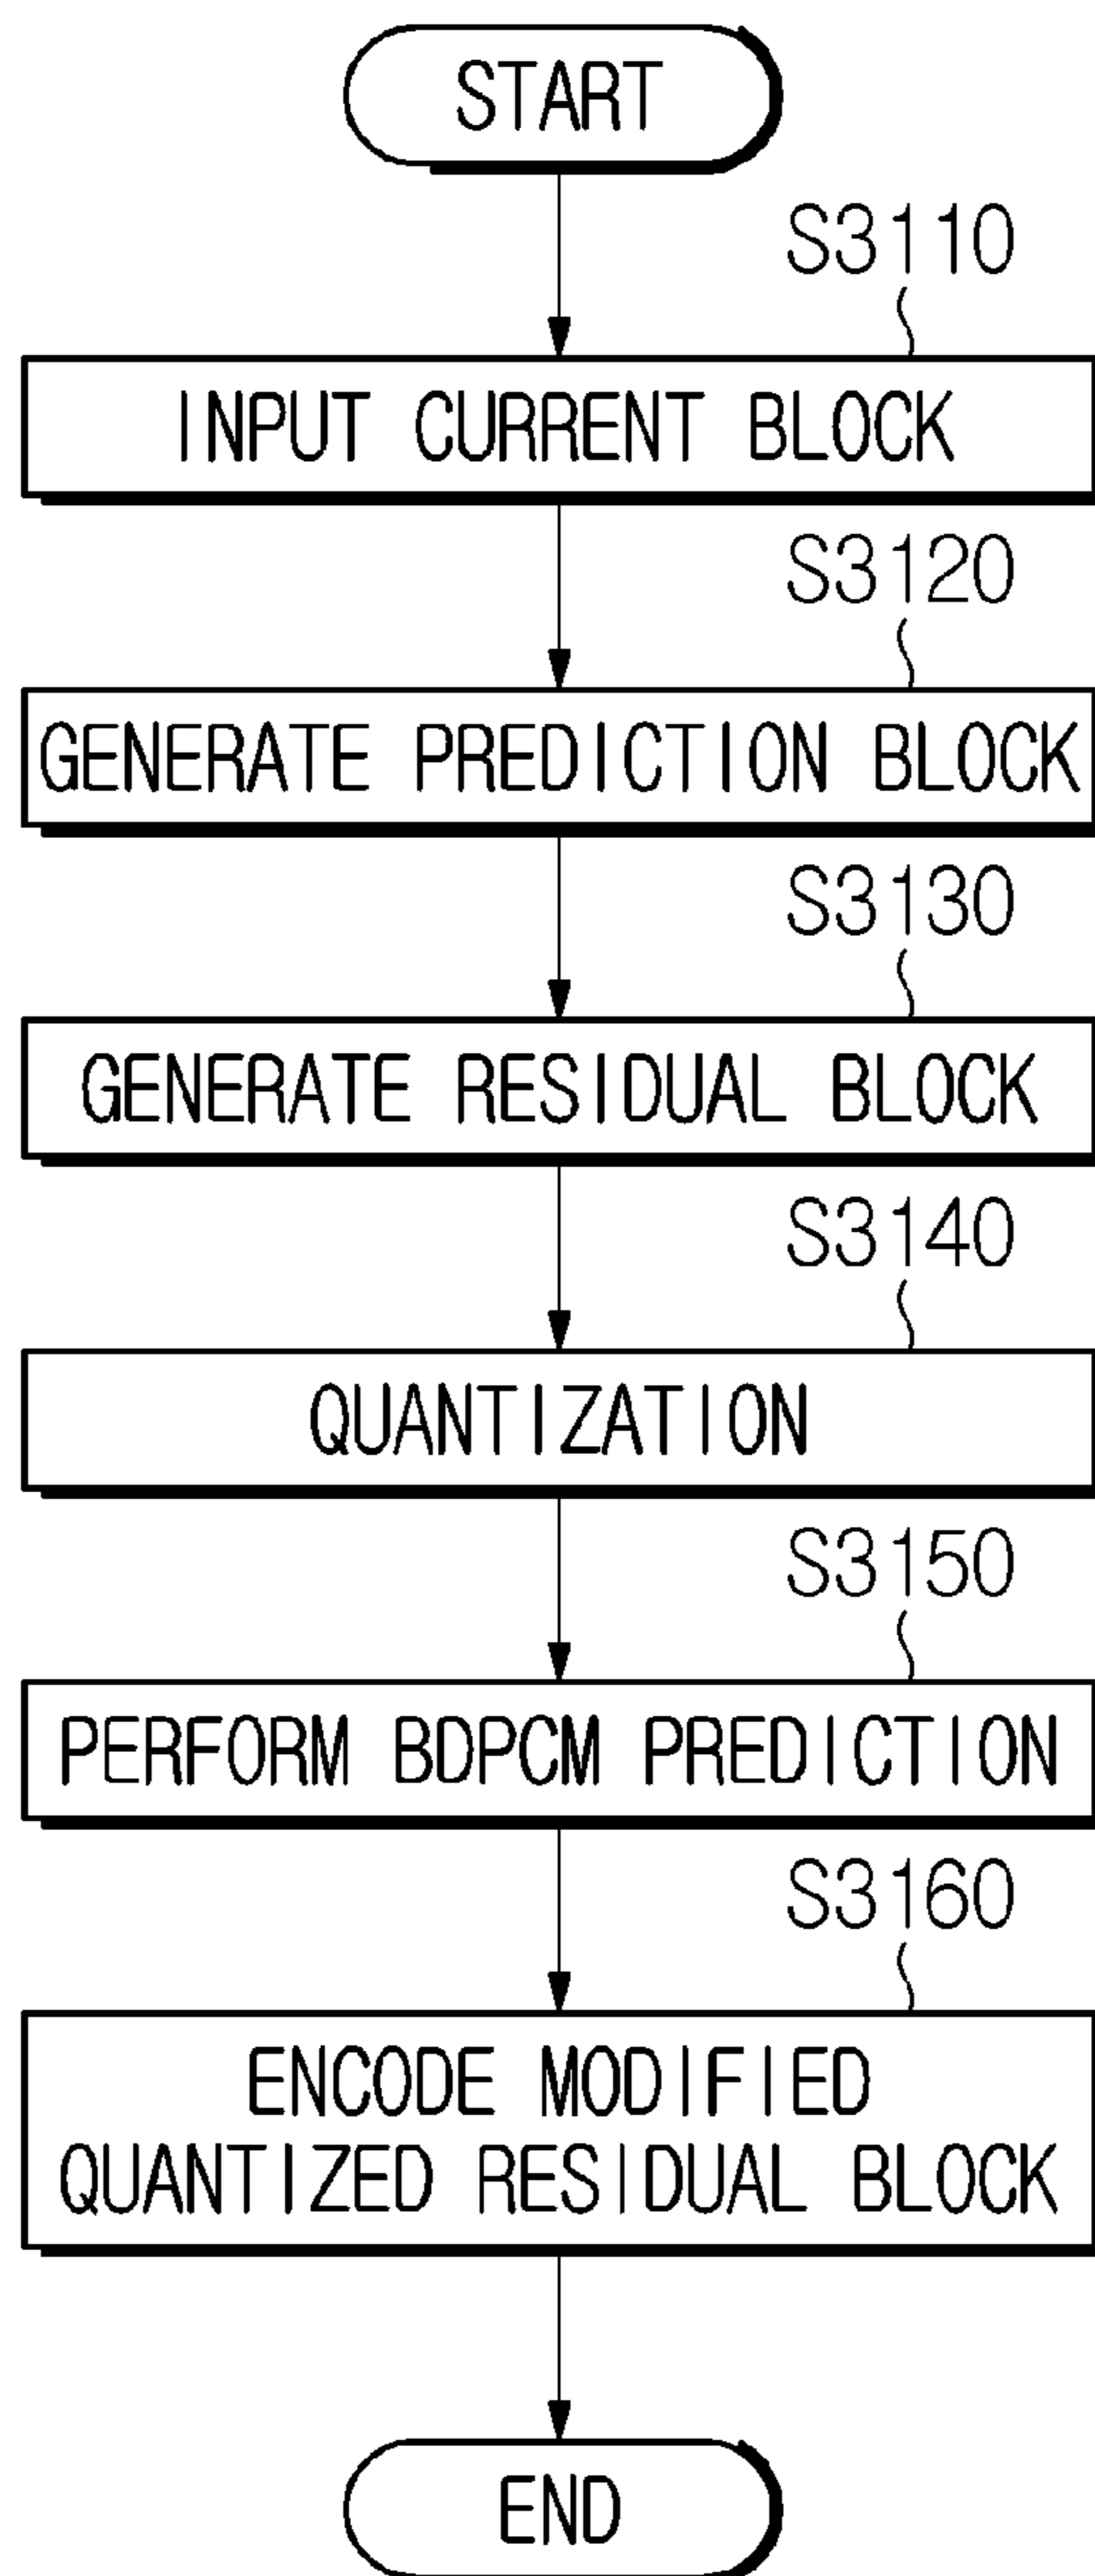 START
S3110
INPUT CURRENT BLOCK
S3120
GENERATE PREDICTION BLOCK
S3130
GENERATE RESIDUAL BLOCK
S3140
QUANTIZATION
S3150
PERFORM BDPCM PREDICTION
S3160
ENCODE MODIFIED
QUANTIZED RESIDUAL BLOCK
END